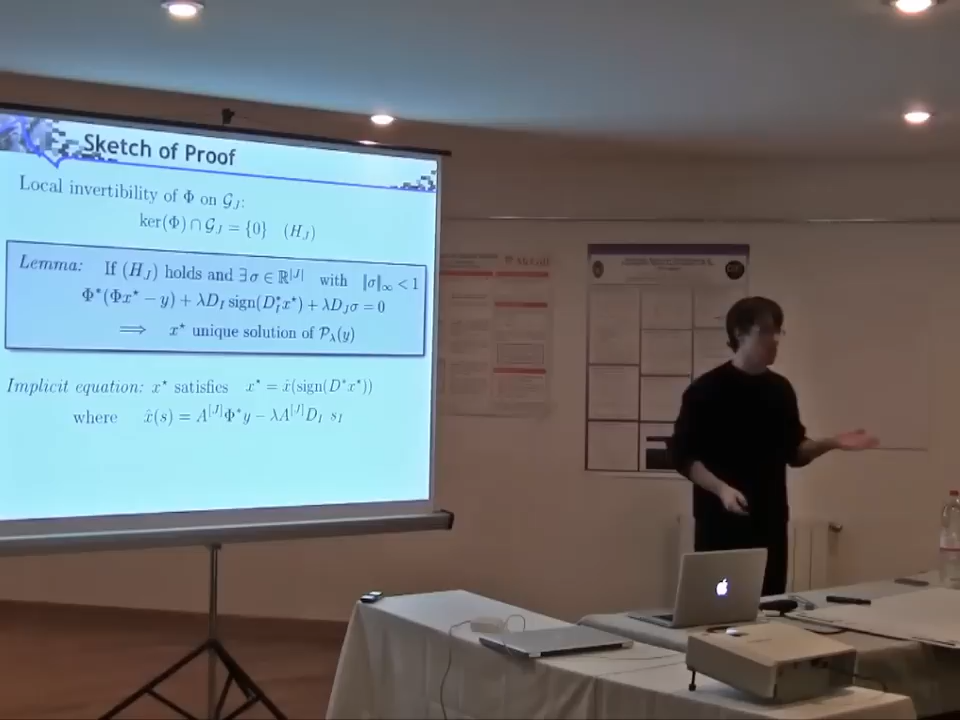 Sketch of Proof
Local invertibility of Φ on 𝒢_J:
ker(Φ) ∩ 𝒢_J = {0} (H_J)
Lemma: If (H_J) holds and ∃σ ∈ ℝ^{|J|} with ‖σ‖_∞ < 1
Φ*(Φx* − y) + λD_I sign(D_I^* x*) + λD_J σ = 0
⟹ x* unique solution of 𝒫_λ(y)
Implicit equation: x* satisfies x* = x̂(sign(D*x*))
where x̂(s) = A^{[J]}Φ*y − λA^{[J]}D_I s_I